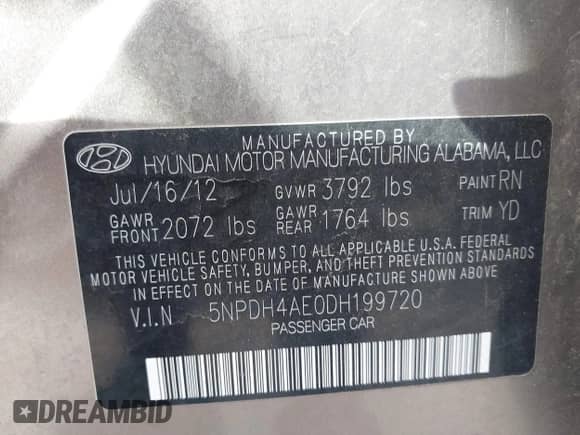 MANUFACTURED BY
HYUNDAI MOTOR MANUFACTURING ALABAMA, LLC
Jul/16/12 GVWR 3792 lbs PAINT RN
GAWR FRONT 2072 lbs GAWR REAR 1764 lbs TRIM YD
THIS VEHICLE CONFORMS TO ALL APPLICABLE U.S.A. FEDERAL
MOTOR VEHICLE SAFETY, BUMPER, AND THEFT PREVENTION STANDARDS
IN EFFECT ON THE DATE OF MANUFACTURE SHOWN ABOVE.
V.I.N 5NPDH4AE0DH199720
PASSENGER CAR
DREAMBID